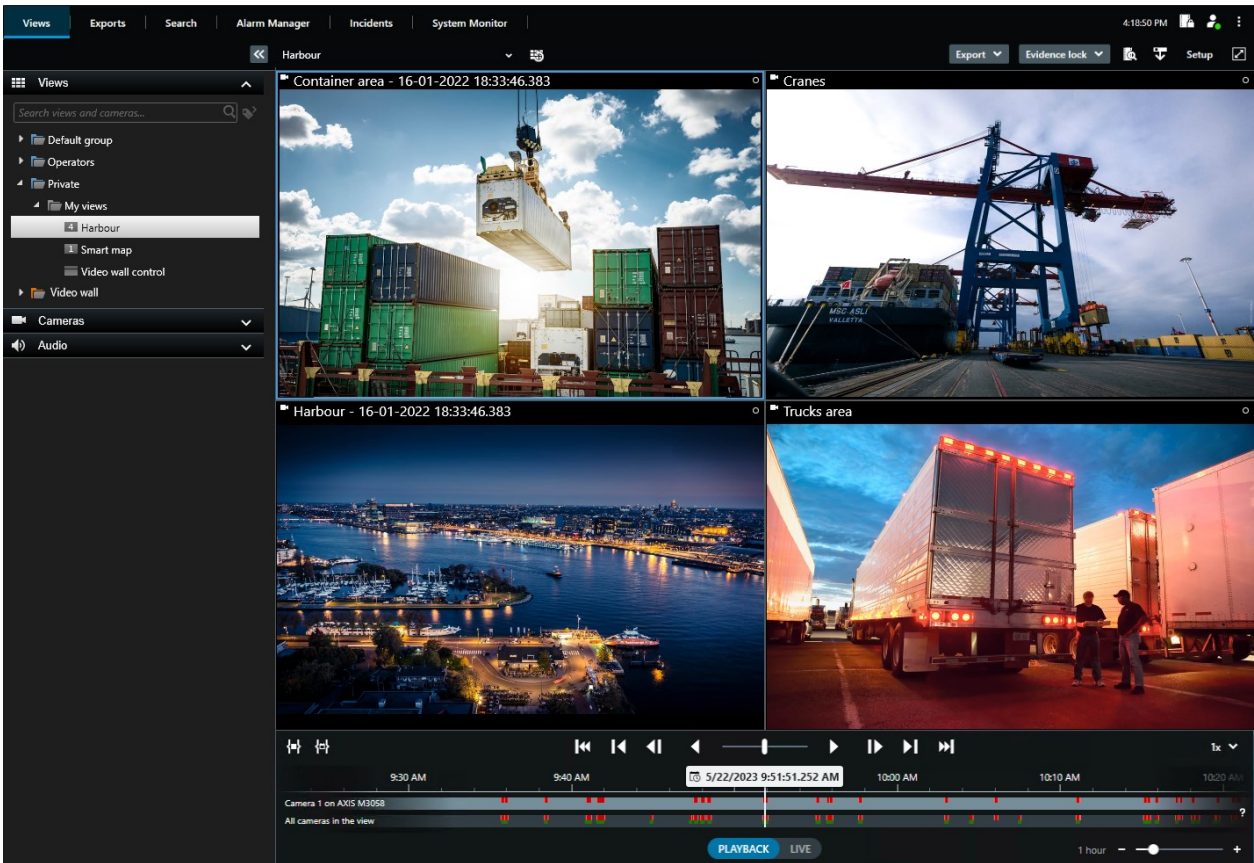 Views Exports Search Alarm Manager Incidents System Monitor 4:18:50 PM
Harbour Export Evidence lock Setup
Views
Search views and cameras...
Default group
Operators
Private
My views
4 Harbour
1 Smart map
Video wall control
Video wall
Cameras
Audio
Container area - 16-01-2022 18:33:46.383
Cranes
MSC ASLI
VALLETTA
Harbour - 16-01-2022 18:33:46.383
Trucks area
1x
9:30 AM 9:40 AM 5/22/2023 9:51:51.252 AM 10:00 AM 10:10 AM 10:20 AM
Camera 1 on AXIS M3058
All cameras in the view
?
PLAYBACK LIVE
1 hour - +